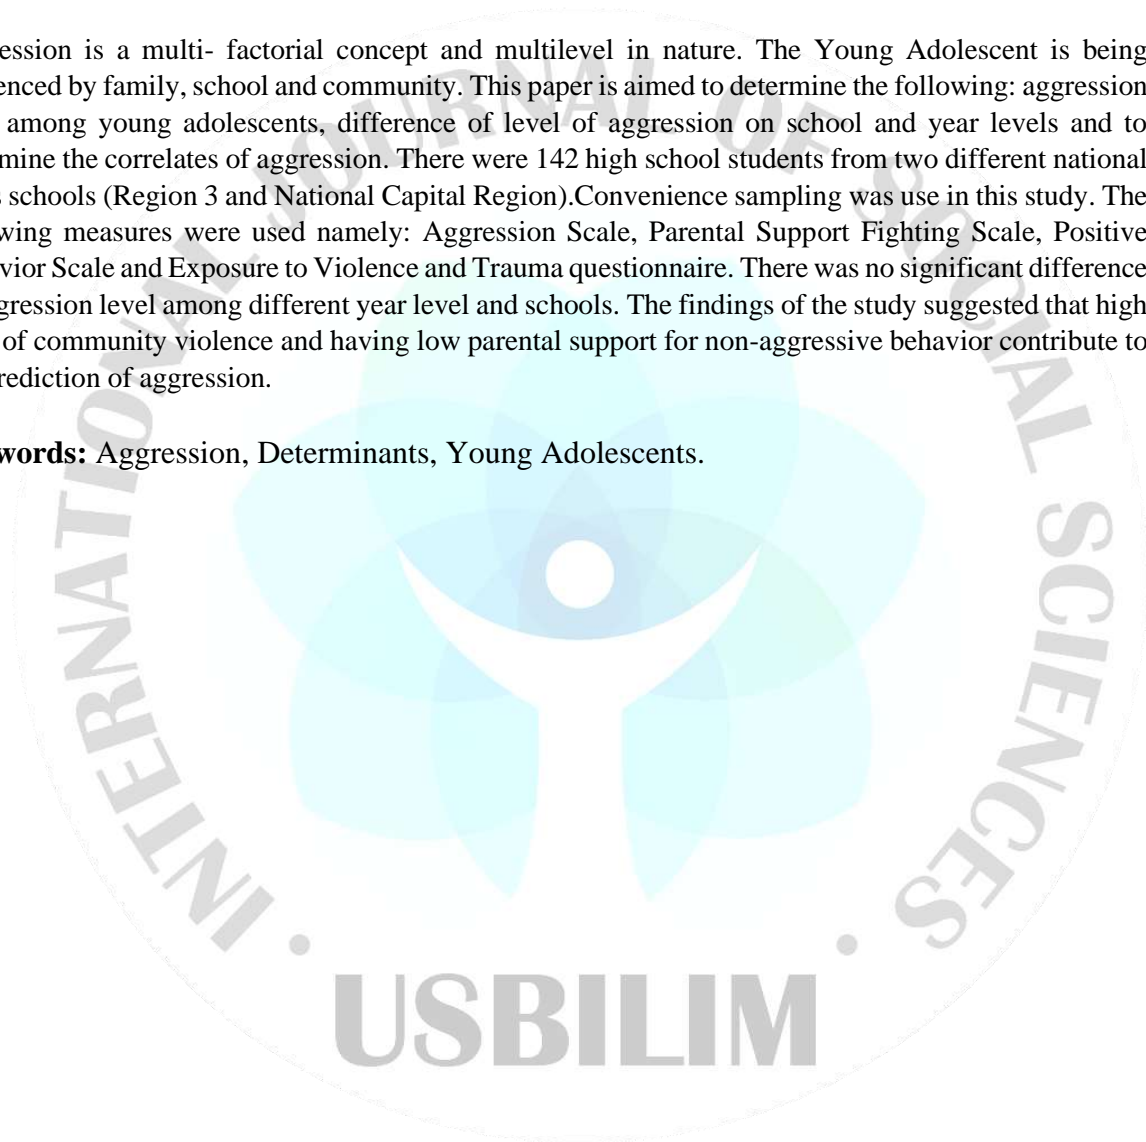 ession is a multi- factorial concept and multilevel in nature. The Young Adolescent is being
enced by family, school and community. This paper is aimed to determine the following: aggression
among young adolescents, difference of level of aggression on school and year levels and to
mine the correlates of aggression. There were 142 high school students from two different national
s schools (Region 3 and National Capital Region).Convenience sampling was use in this study. The
wing measures were used namely: Aggression Scale, Parental Support Fighting Scale, Positive
vior Scale and Exposure to Violence and Trauma questionnaire. There was no significant difference
gression level among different year level and schools. The findings of the study suggested that high
of community violence and having low parental support for non-aggressive behavior contribute to
rediction of aggression.
words: Aggression, Determinants, Young Adolescents.
INTERNATIONAL JOURNAL OF SOCIAL SCIENCES
USBILIM